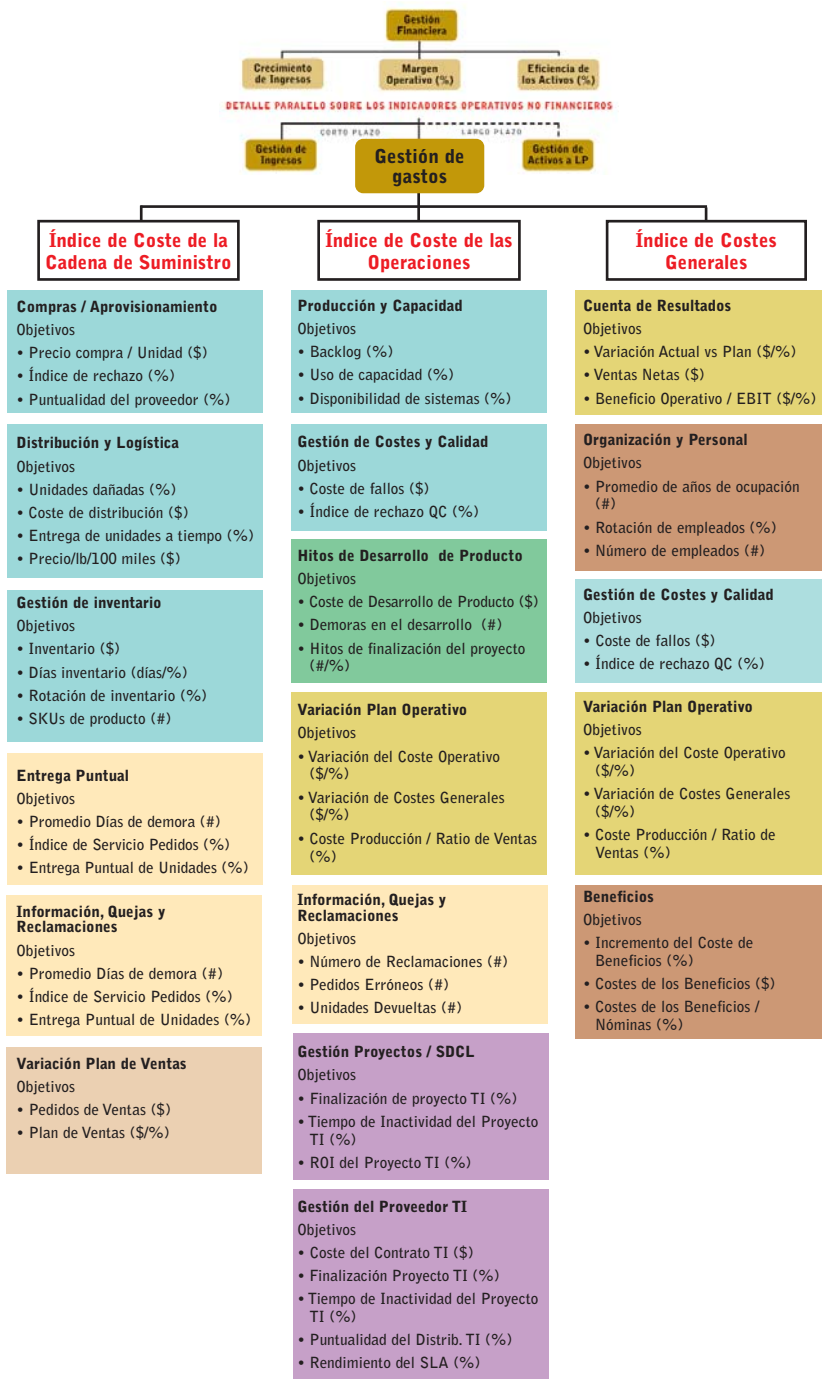 Gestión
Financiera
Crecimiento
de Ingresos
Margen
Operativo (%)
Eficiencia de
los Activos (%)
DETALLE PARALELO SOBRE LOS INDICADORES OPERATIVOS NO FINANCIEROS
CORTO PLAZO
LARGO PLAZO
Gestión de
Ingresos
Gestión de
gastos
Gestión de
Activos a LP
Índice de Coste de la
Cadena de Suministro
Compras / Aprovisionamiento
Objetivos
• Precio compra / Unidad ($)
• Índice de rechazo (%)
• Puntualidad del proveedor (%)
Distribución y Logística
Objetivos
• Unidades dañadas (%)
• Coste de distribución ($)
• Entrega de unidades a tiempo (%)
• Precio/lb/100 miles ($)
Gestión de inventario
Objetivos
• Inventario ($)
• Días inventario (días/%)
• Rotación de inventario (%)
• SKUs de producto (#)
Entrega Puntual
Objetivos
• Promedio Días de demora (#)
• Índice de Servicio Pedidos (%)
• Entrega Puntual de Unidades (%)
Información, Quejas y
Reclamaciones
Objetivos
• Promedio Días de demora (#)
• Índice de Servicio Pedidos (%)
• Entrega Puntual de Unidades (%)
Variación Plan de Ventas
Objetivos
• Pedidos de Ventas ($)
• Plan de Ventas ($/%)
Índice de Coste de las
Operaciones
Producción y Capacidad
Objetivos
• Backlog (%)
• Uso de capacidad (%)
• Disponibilidad de sistemas (%)
Gestión de Costes y Calidad
Objetivos
• Coste de fallos ($)
• Índice de rechazo QC (%)
Hitos de Desarrollo de Producto
Objetivos
• Coste de Desarrollo de Producto ($)
• Demoras en el desarrollo (#)
• Hitos de finalización del proyecto
(#/%)
Variación Plan Operativo
Objetivos
• Variación del Coste Operativo
($/%)
• Variación de Costes Generales
($/%)
• Coste Producción / Ratio de Ventas
(%)
Información, Quejas y
Reclamaciones
Objetivos
• Número de Reclamaciones (#)
• Pedidos Erróneos (#)
• Unidades Devueltas (#)
Gestión Proyectos / SDCL
Objetivos
• Finalización de proyecto TI (%)
• Tiempo de Inactividad del Proyecto
TI (%)
• ROI del Proyecto TI (%)
Gestión del Proveedor TI
Objetivos
• Coste del Contrato TI ($)
• Finalización Proyecto TI (%)
• Tiempo de Inactividad del Proyecto
TI (%)
• Puntualidad del Distrib. TI (%)
• Rendimiento del SLA (%)
Índice de Costes
Generales
Cuenta de Resultados
Objetivos
• Variación Actual vs Plan ($/%)
• Ventas Netas ($)
• Beneficio Operativo / EBIT ($/%)
Organización y Personal
Objetivos
• Promedio de años de ocupación
(#)
• Rotación de empleados (%)
• Número de empleados (#)
Gestión de Costes y Calidad
Objetivos
• Coste de fallos ($)
• Índice de rechazo QC (%)
Variación Plan Operativo
Objetivos
• Variación del Coste Operativo
($/%)
• Variación de Costes Generales
($/%)
• Coste Producción / Ratio de
Ventas (%)
Beneficios
Objetivos
• Incremento del Coste de
Beneficios (%)
• Costes de los Beneficios ($)
• Costes de los Beneficios /
Nóminas (%)